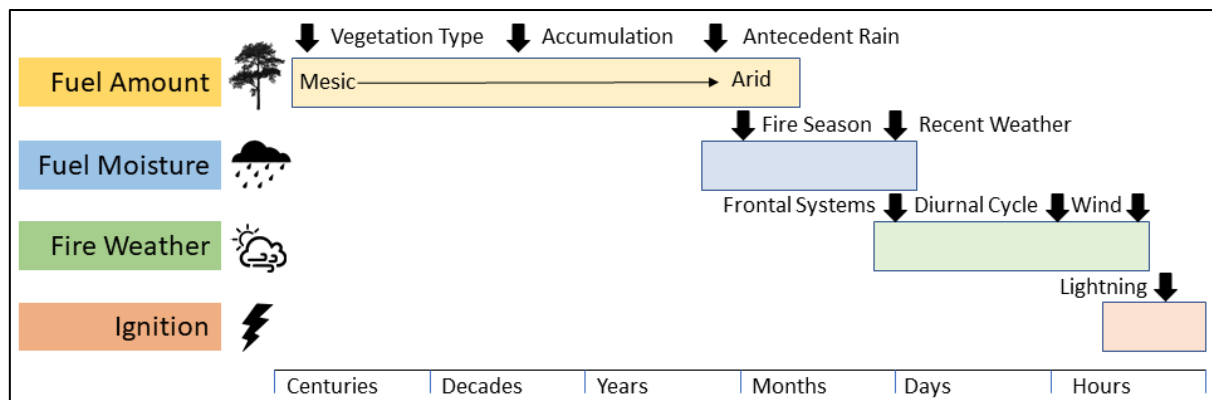 Vegetation Type Accumulation Antecedent Rain
Fuel Amount Mesic Arid
Fire Season Recent Weather
Fuel Moisture
Frontal Systems Diurnal Cycle Wind
Fire Weather
Lightning
Ignition
Centuries Decades Years Months Days Hours